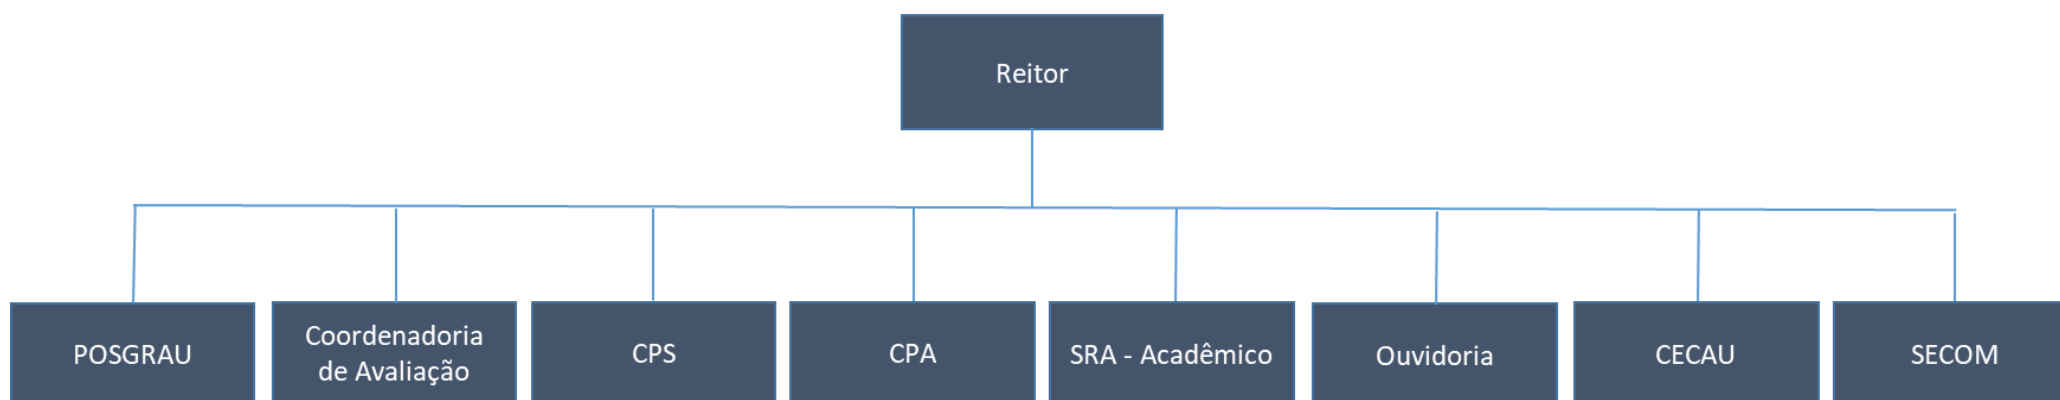 Reitor
POSGRAU
Coordenadoria
de Avaliação
CPS
CPA
SRA - Acadêmico
Ouvidoria
CECAU
SECOM